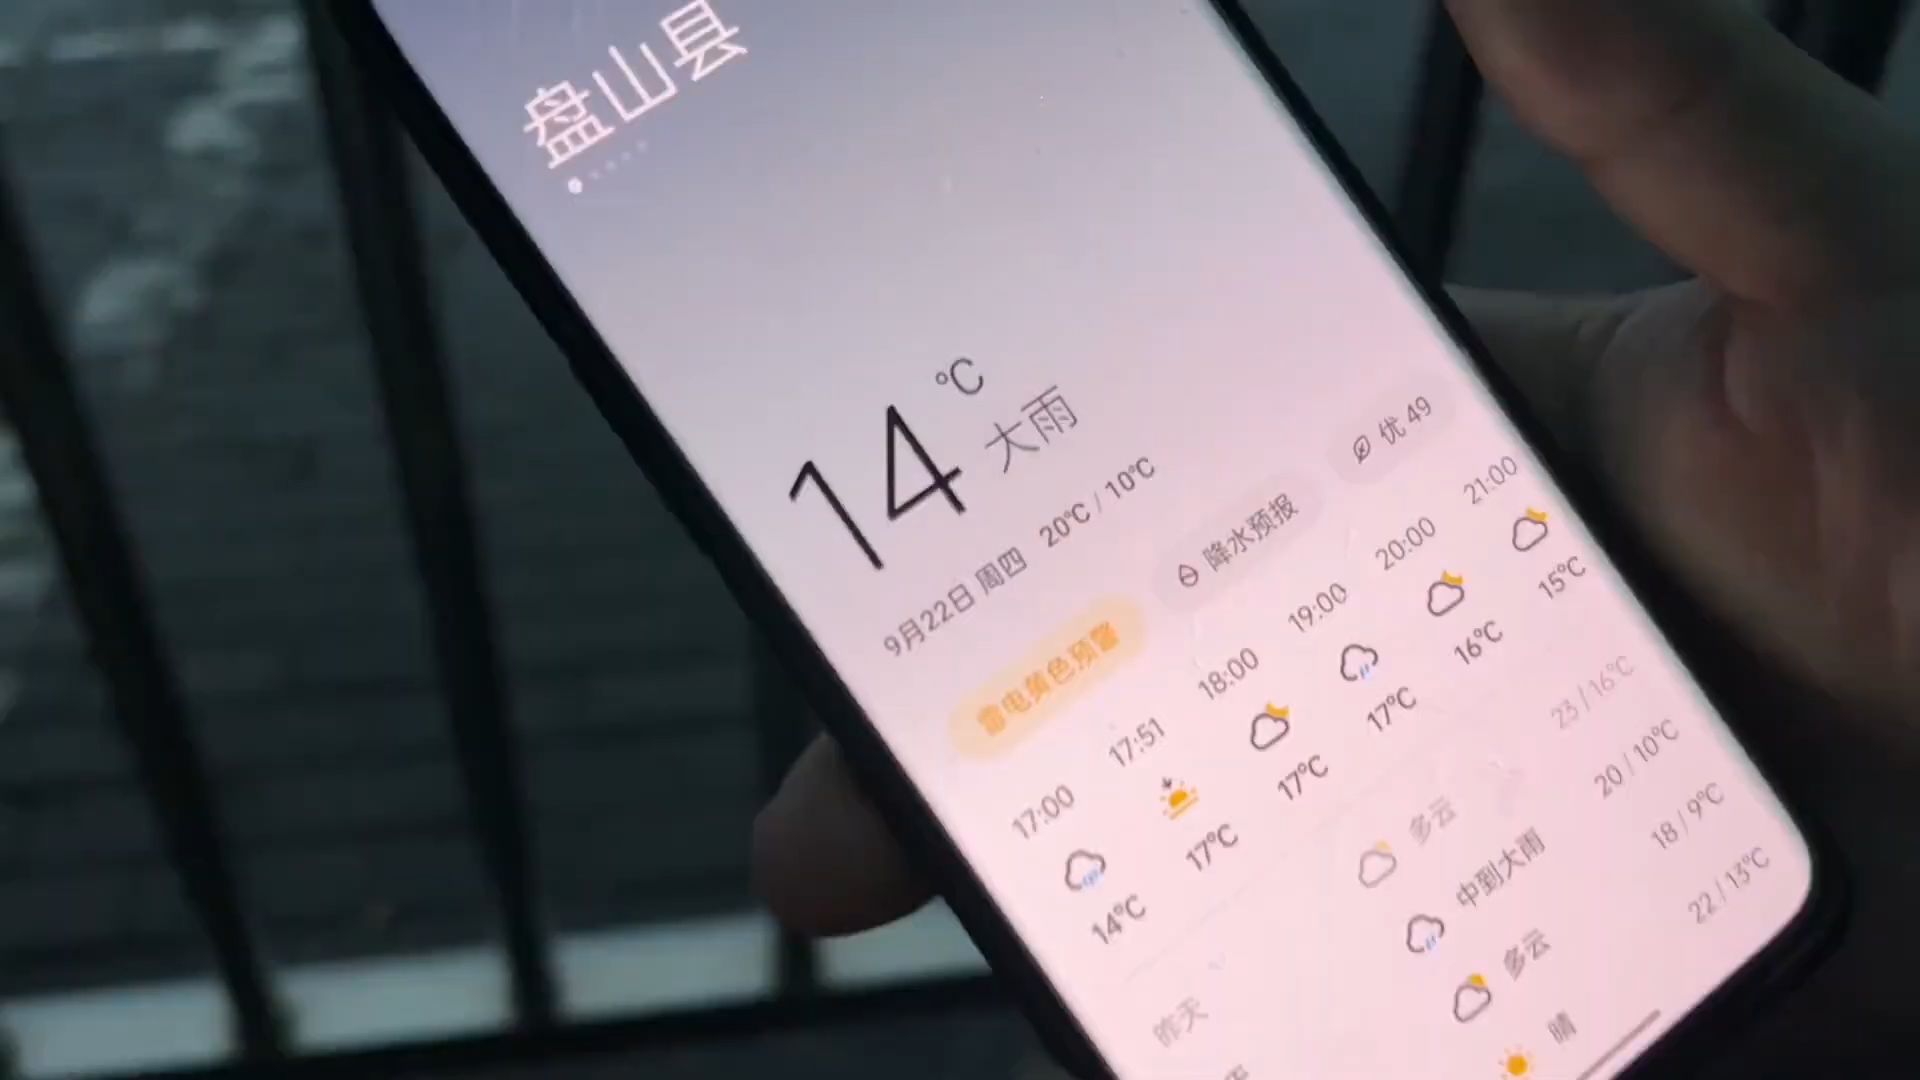 盘山县
14
℃
大雨
9月22日 周四 20℃ / 10℃
雷电黄色预警
降水预报
优 49
17:00 17:51 18:00 19:00 20:00 21:00
14℃ 17℃ 17℃ 17℃ 16℃ 15℃
昨天 多云 23 / 16℃
中到大雨 20 / 10℃
多云 18 / 9℃
晴 22 / 13℃